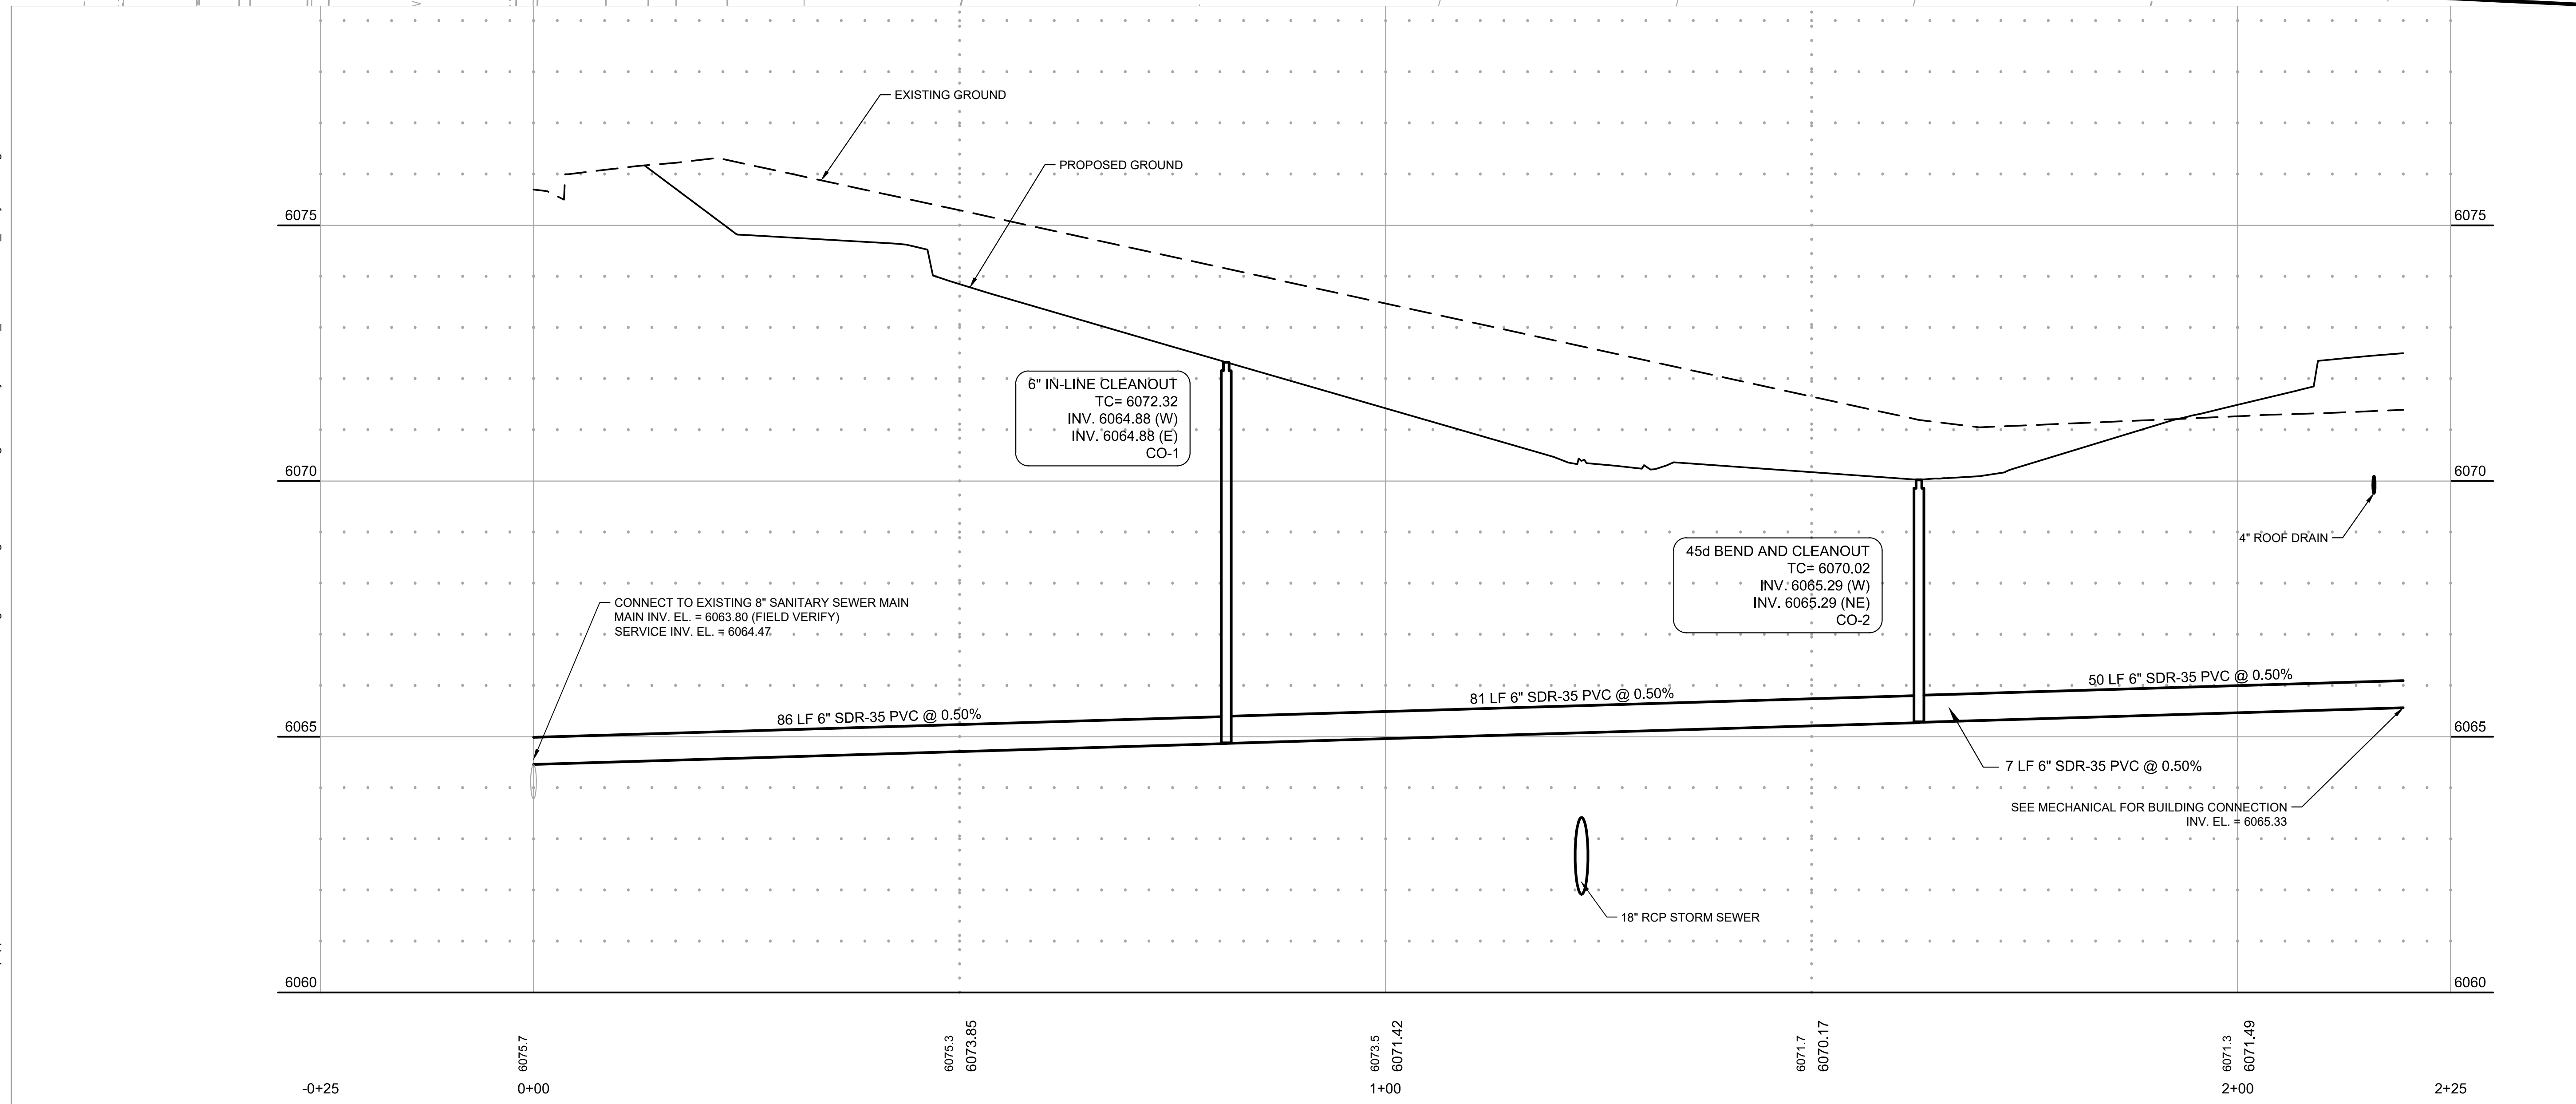 EXISTING GROUND
PROPOSED GROUND
6075
6075
6" IN-LINE CLEANOUT
TC= 6072.32
INV. 6064.88 (W)
INV. 6064.88 (E)
CO-1
6070
6070
4" ROOF DRAIN
45d BEND AND CLEANOUT
TC= 6070.02
INV. 6065.29 (W)
INV. 6065.29 (NE)
CO-2
CONNECT TO EXISTING 8" SANITARY SEWER MAIN
MAIN INV. EL. = 6063.80 (FIELD VERIFY)
SERVICE INV. EL. = 6064.47
86 LF 6" SDR-35 PVC @ 0.50%
81 LF 6" SDR-35 PVC @ 0.50%
50 LF 6" SDR-35 PVC @ 0.50%
6065
6065
7 LF 6" SDR-35 PVC @ 0.50%
SEE MECHANICAL FOR BUILDING CONNECTION
INV. EL. = 6065.33
18" RCP STORM SEWER
6060
6060
6075.7
6075.3
6073.85
6073.5
6071.42
6071.7
6070.17
6071.3
6071.49
-0+25
0+00
1+00
2+00
2+25